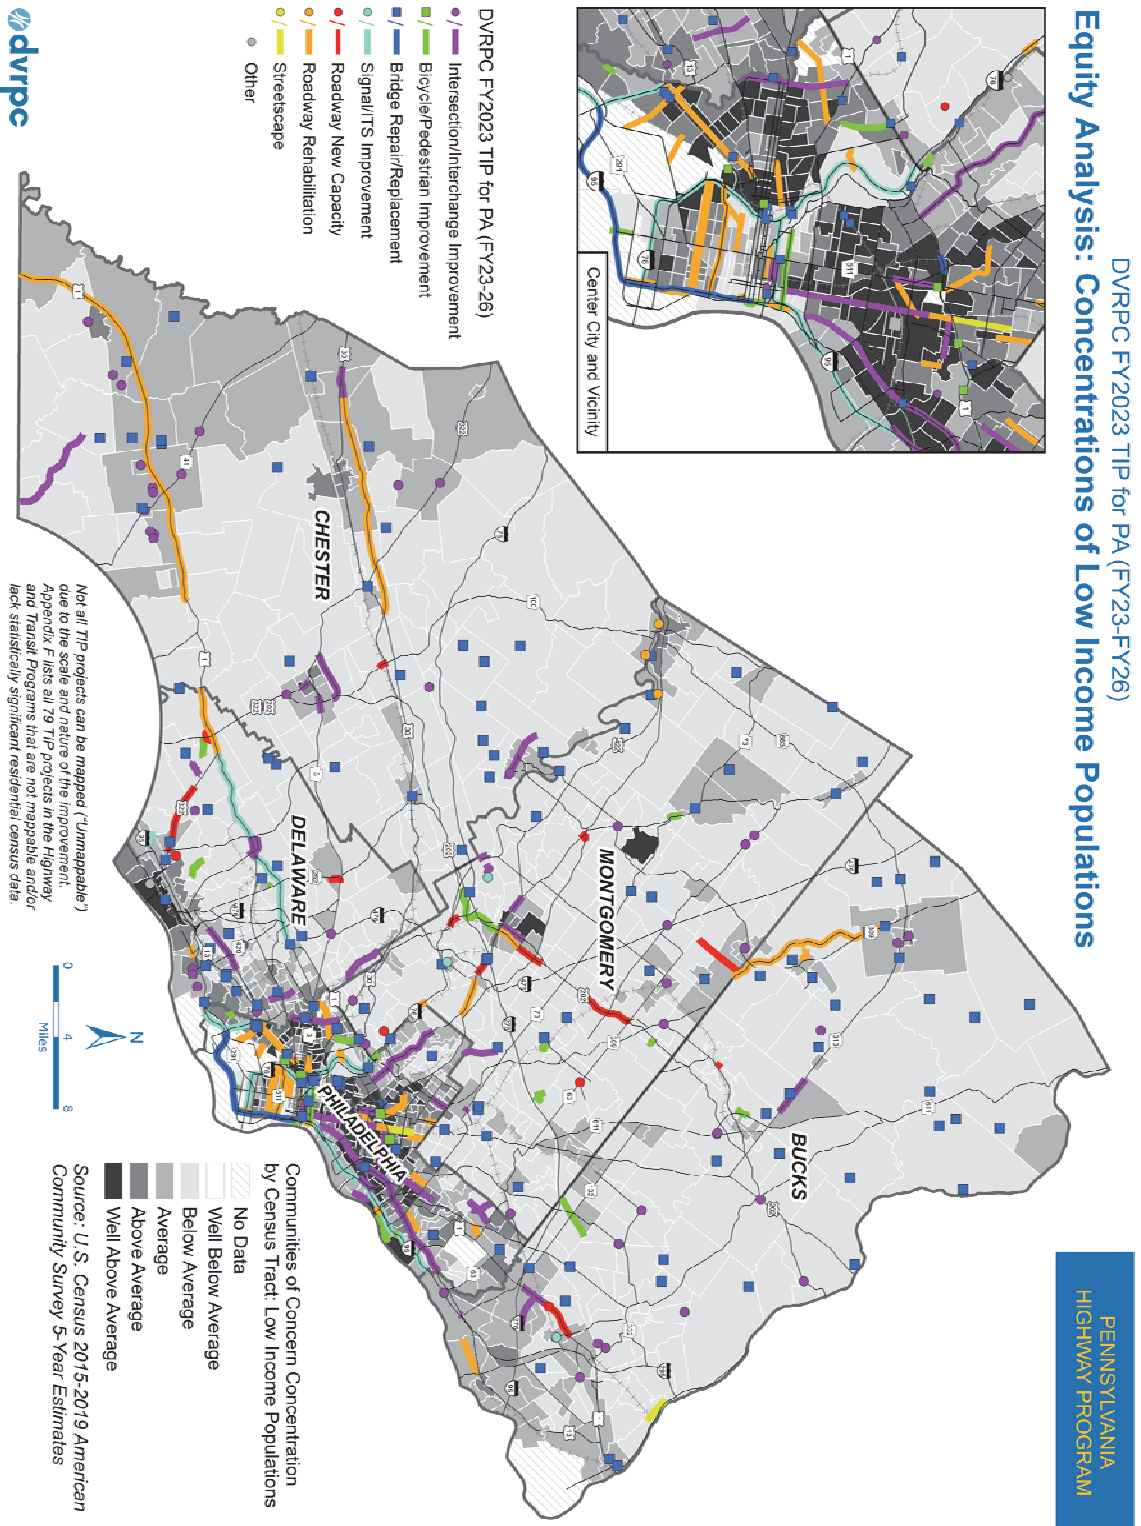 DVRPC FY2023 TIP for PA (FY23-FY26)
Equity Analysis: Concentrations of Low Income Populations
PENNSYLVANIA
HIGHWAY PROGRAM
Center City and Vicinity
DVRPC FY2023 TIP for PA (FY23-26)
Intersection/Interchange Improvement
Bicycle/Pedestrian Improvement
Bridge Repair/Replacement
Signal/ITS Improvement
Roadway New Capacity
Roadway Rehabilitation
Streetscape
Other
dvrpc
CHESTER
DELAWARE
MONTGOMERY
PHILADELPHIA
BUCKS
Not all TIP projects can be mapped ("Unmappable")
due to the scale and nature of the improvement.
Appendix F lists all 79 TIP projects in the Highway
and Transit Programs that are not mappable and/or
lack statistically significant residential census data.
N
0 4 8
Miles
Communities of Concern Concentration
by Census Tract: Low Income Populations
No Data
Well Below Average
Below Average
Average
Above Average
Well Above Average
Source: U.S. Census 2015-2019 American
Community Survey 5-Year Estimates